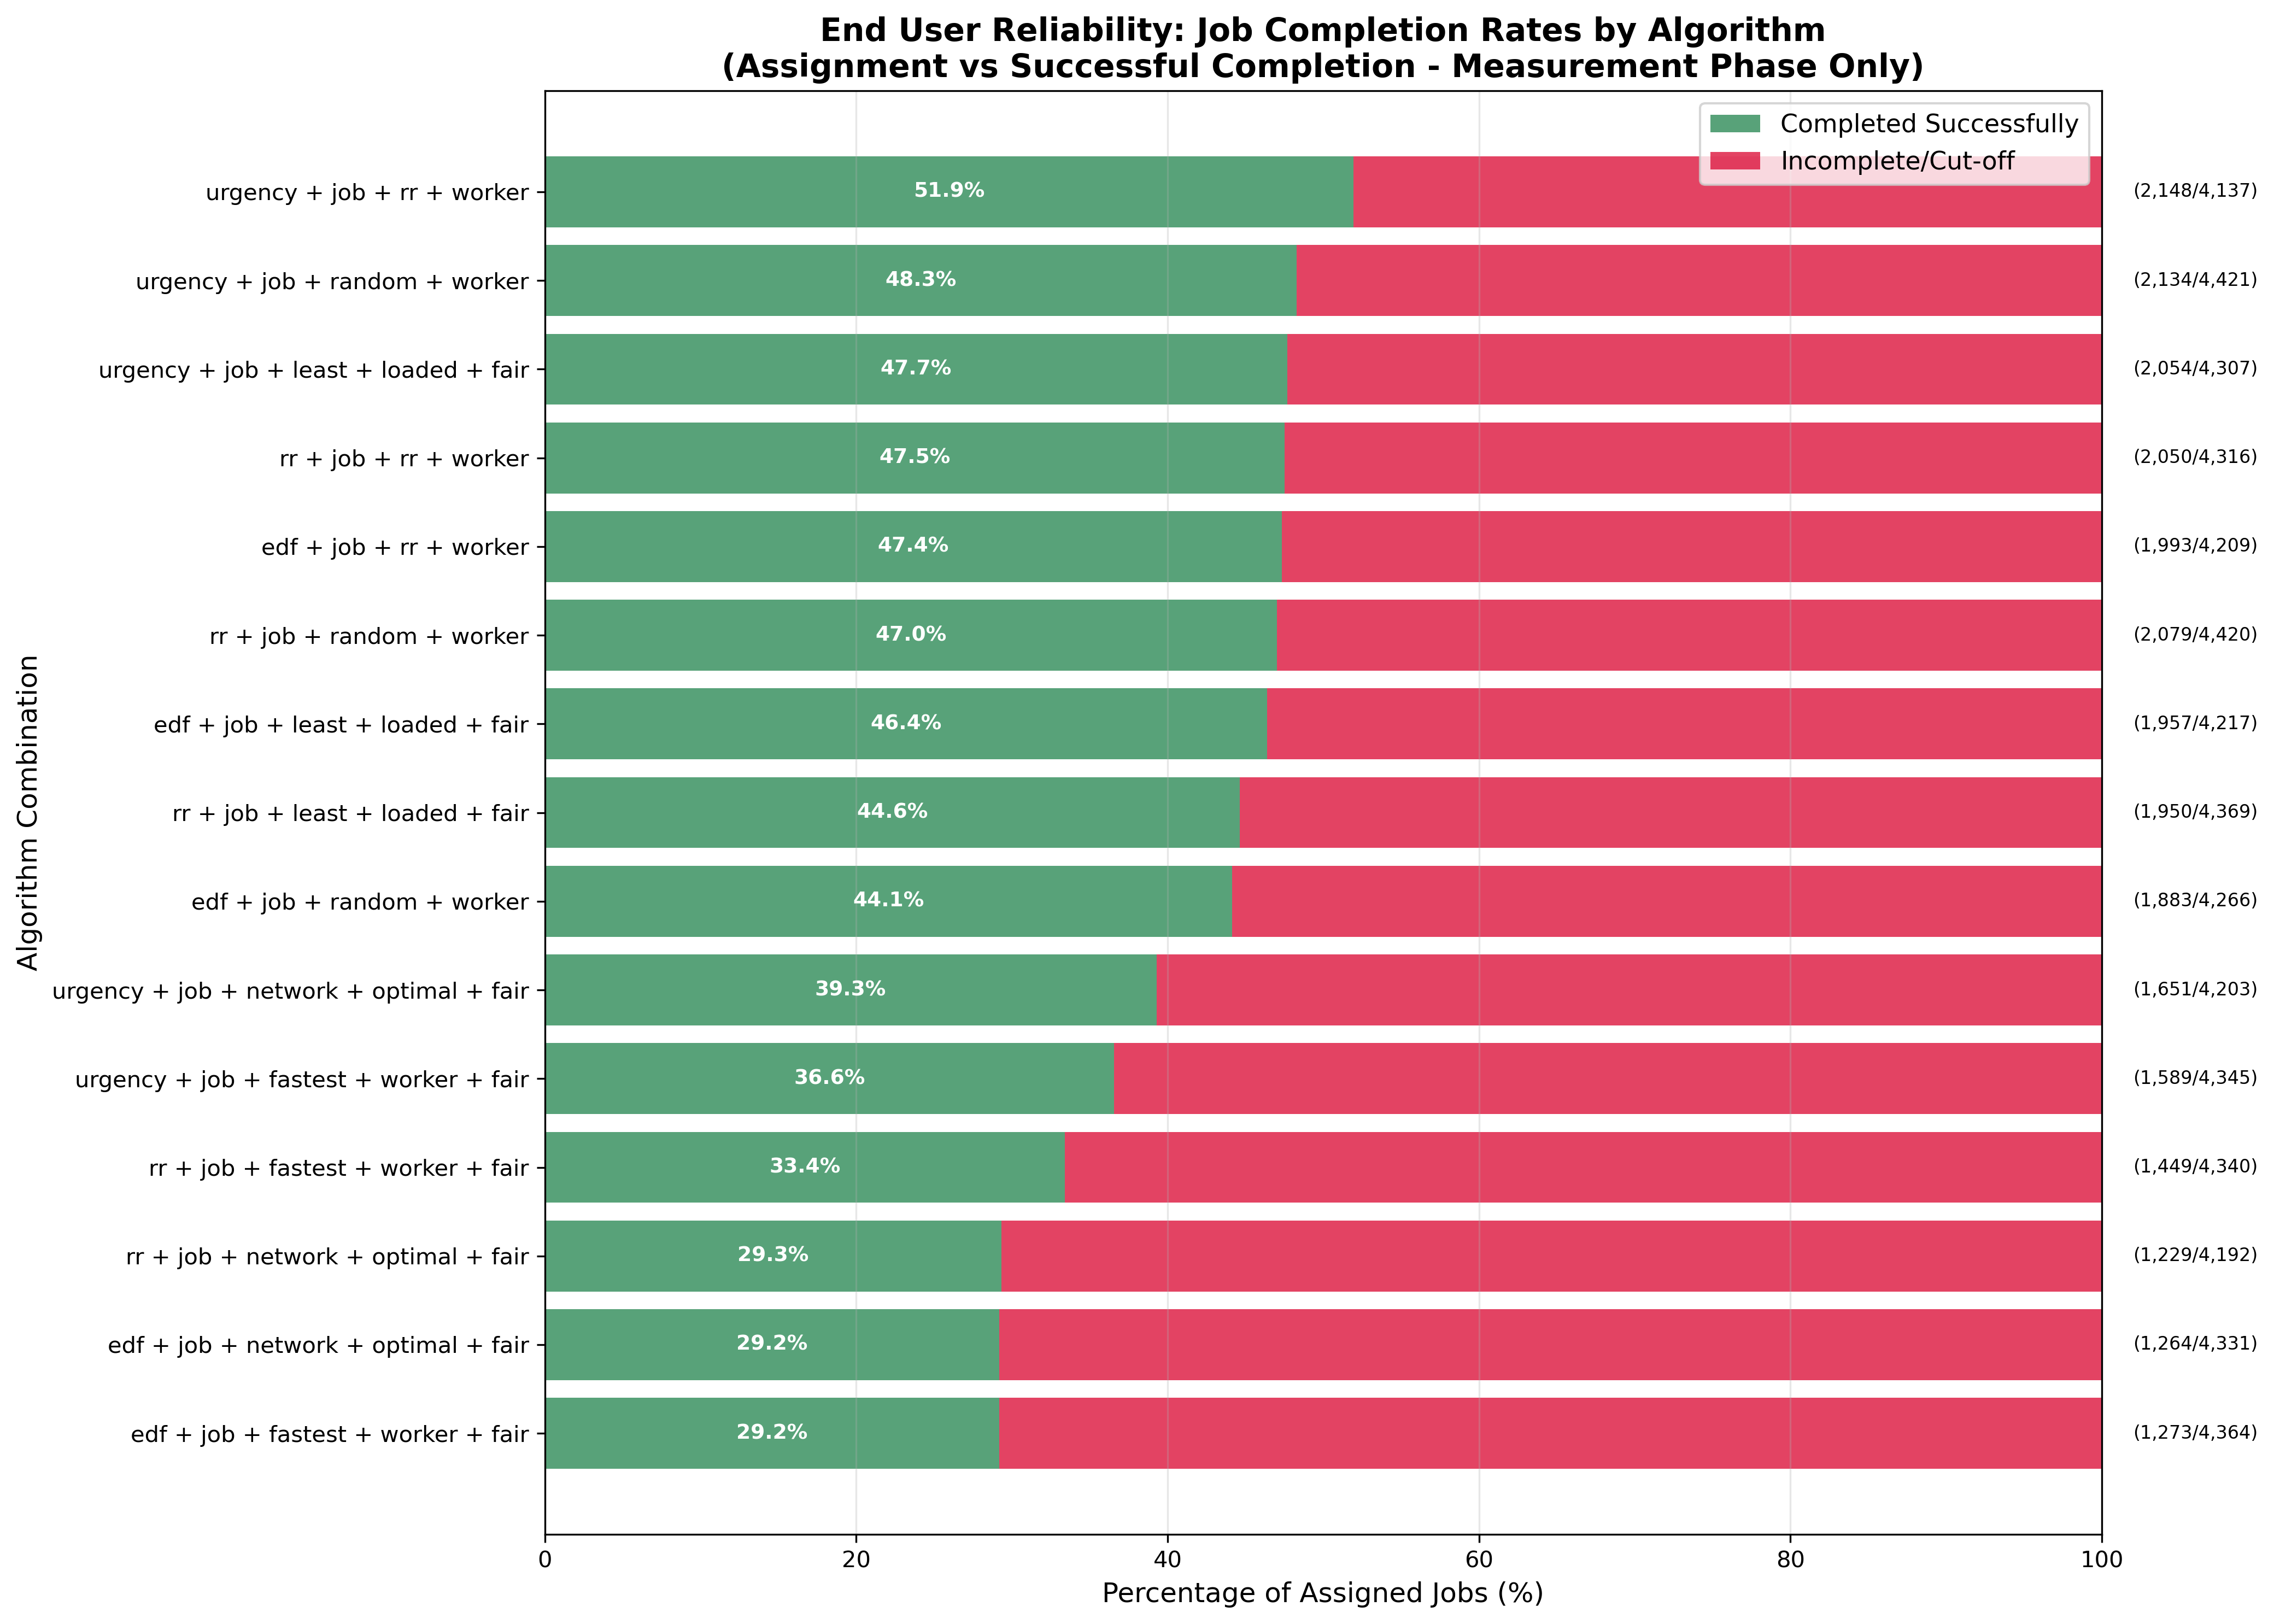 End User Reliability: Job Completion Rates by Algorithm
(Assignment vs Successful Completion - Measurement Phase Only)
Completed Successfully
Incomplete/Cut-off
urgency + job + rr + worker 51.9% (2,148/4,137)
urgency + job + random + worker 48.3% (2,134/4,421)
urgency + job + least + loaded + fair 47.7% (2,054/4,307)
rr + job + rr + worker 47.5% (2,050/4,316)
edf + job + rr + worker 47.4% (1,993/4,209)
rr + job + random + worker 47.0% (2,079/4,420)
edf + job + least + loaded + fair 46.4% (1,957/4,217)
rr + job + least + loaded + fair 44.6% (1,950/4,369)
edf + job + random + worker 44.1% (1,883/4,266)
urgency + job + network + optimal + fair 39.3% (1,651/4,203)
urgency + job + fastest + worker + fair 36.6% (1,589/4,345)
rr + job + fastest + worker + fair 33.4% (1,449/4,340)
rr + job + network + optimal + fair 29.3% (1,229/4,192)
edf + job + network + optimal + fair 29.2% (1,264/4,331)
edf + job + fastest + worker + fair 29.2% (1,273/4,364)
Algorithm Combination
0 20 40 60 80 100
Percentage of Assigned Jobs (%)